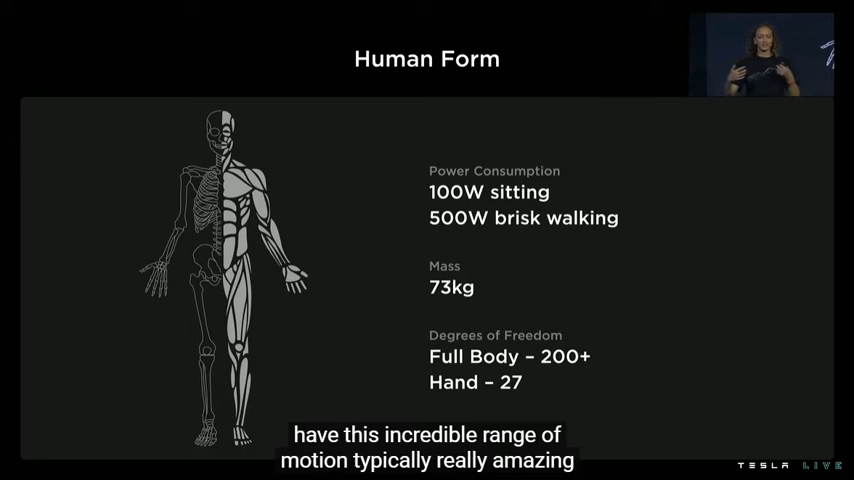 Human Form
Power Consumption
100W sitting
500W brisk walking
Mass
73kg
Degrees of Freedom
Full Body – 200+
Hand – 27
have this incredible range of
motion typically really amazing
TESLA LIVE